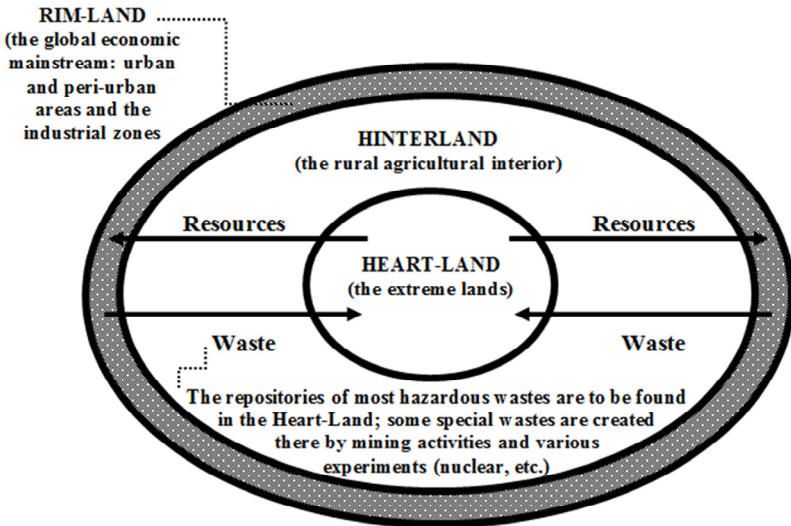 RIM-LAND
(the global economic
mainstream: urban
and peri-urban
areas and the
industrial zones
HINTERLAND
(the rural agricultural interior)
Resources
Resources
HEART-LAND
(the extreme lands)
Waste
Waste
The repositories of most hazardous wastes are to be found
in the Heart-Land; some special wastes are created
there by mining activities and various
experiments (nuclear, etc.)